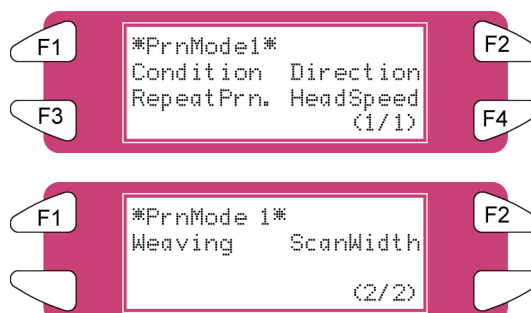 F1
F2
*PrnMode1*
Condition Direction
F3
F4
RepeatPrn. HeadSpeed
(1/1)
F1
F2
*PrnMode 1*
Weaving ScanWidth
(2/2)